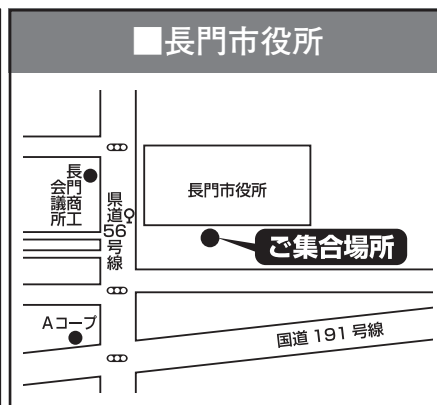 ■長門市役所
長門商工
会議所
県道56号線
長門市役所
ご集合場所
Aコープ
国道 191 号線